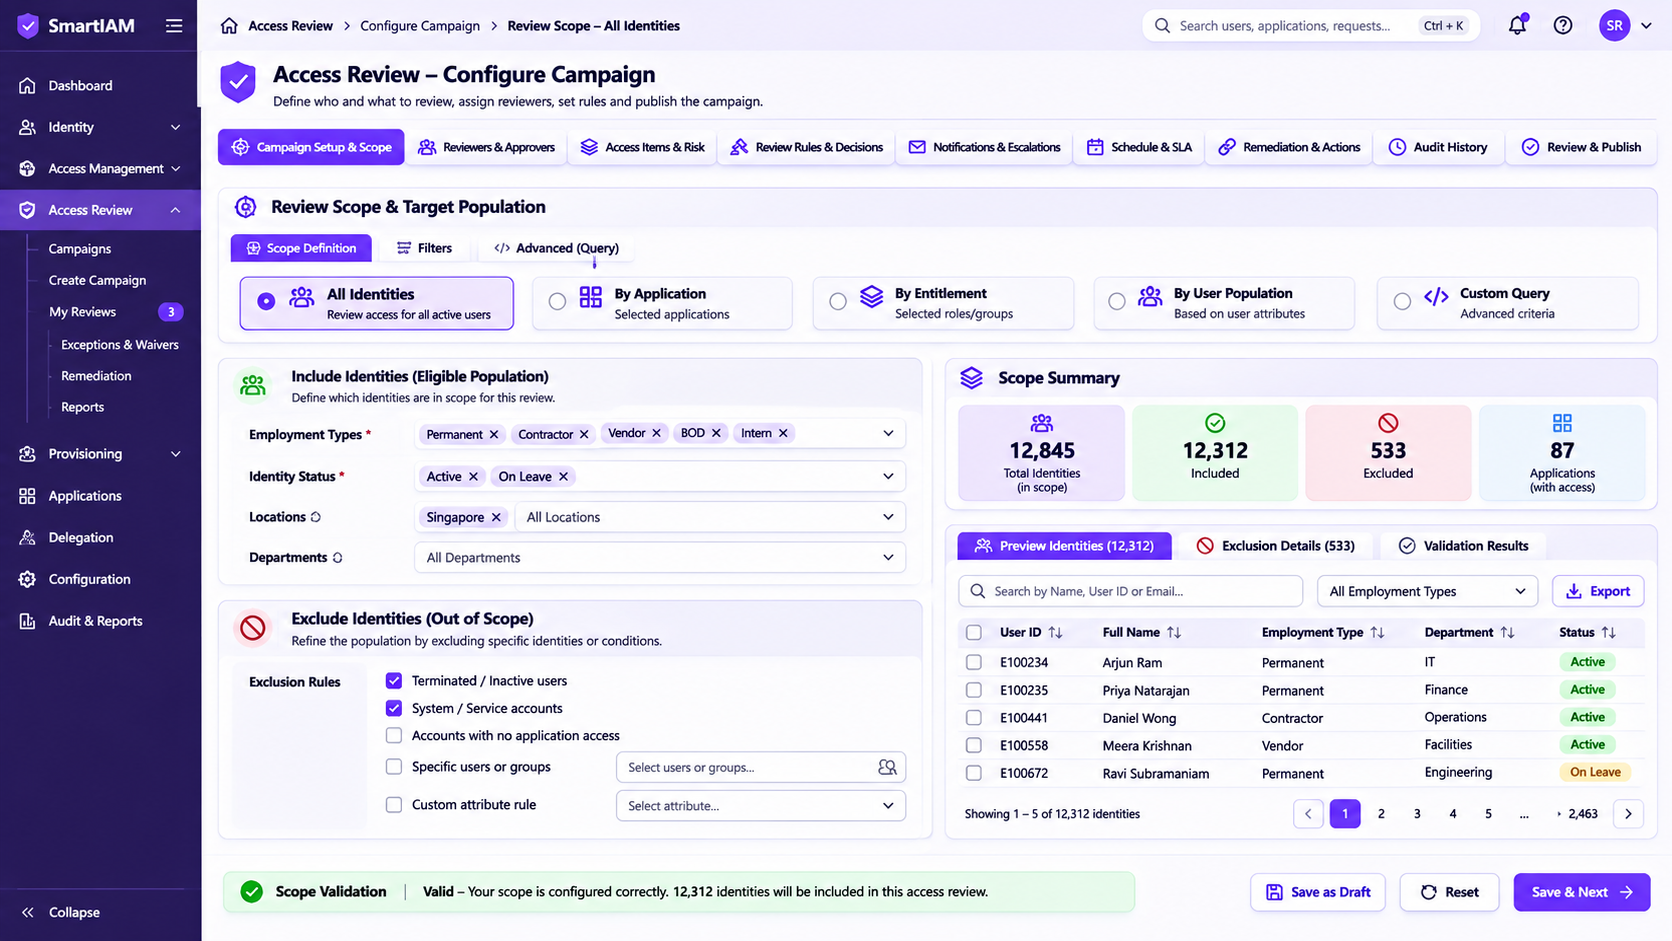 SmartIAM
Access Review > Configure Campaign > Review Scope – All Identities
Search users, applications, requests... Ctrl + K
SR
Dashboard
Identity
Access Management
Access Review
Campaigns
Create Campaign
My Reviews 3
Exceptions & Waivers
Remediation
Reports
Provisioning
Applications
Delegation
Configuration
Audit & Reports
Collapse
Access Review – Configure Campaign
Define who and what to review, assign reviewers, set rules and publish the campaign.
Campaign Setup & Scope Reviewers & Approvers Access Items & Risk Review Rules & Decisions Notifications & Escalations Schedule & SLA Remediation & Actions Audit History Review & Publish
Review Scope & Target Population
Scope Definition Filters </> Advanced (Query)
All Identities
Review access for all active users
By Application
Selected applications
By Entitlement
Selected roles/groups
By User Population
Based on user attributes
Custom Query
Advanced criteria
Include Identities (Eligible Population)
Define which identities are in scope for this review.
Employment Types * Permanent × Contractor × Vendor × BOD × Intern ×
Identity Status * Active × On Leave ×
Locations Singapore × All Locations
Departments All Departments
Exclude Identities (Out of Scope)
Refine the population by excluding specific identities or conditions.
Exclusion Rules
Terminated / Inactive users
System / Service accounts
Accounts with no application access
Specific users or groups Select users or groups...
Custom attribute rule Select attribute...
Scope Summary
12,845
Total Identities
(in scope)
12,312
Included
533
Excluded
87
Applications
(with access)
Preview Identities (12,312) Exclusion Details (533) Validation Results
Search by Name, User ID or Email... All Employment Types Export
User ID Full Name Employment Type Department Status
E100234 Arjun Ram Permanent IT Active
E100235 Priya Natarajan Permanent Finance Active
E100441 Daniel Wong Contractor Operations Active
E100558 Meera Krishnan Vendor Facilities Active
E100672 Ravi Subramaniam Permanent Engineering On Leave
Showing 1 – 5 of 12,312 identities < 1 2 3 4 5 ... 2,463 >
Scope Validation | Valid – Your scope is configured correctly. 12,312 identities will be included in this access review.
Save as Draft Reset Save & Next →